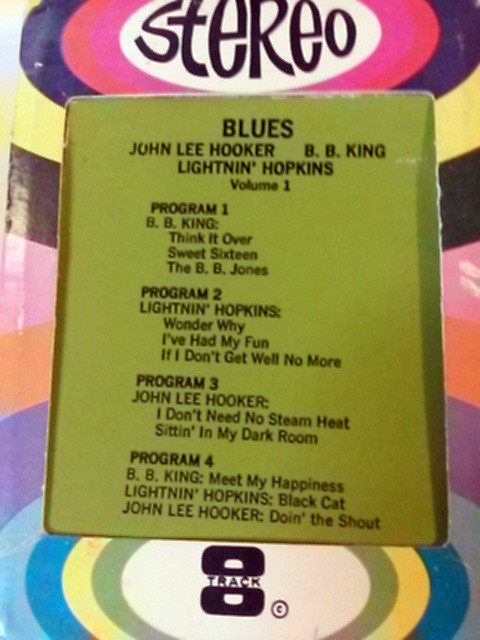 STEREO
BLUES
JOHN LEE HOOKER B. B. KING
LIGHTNIN' HOPKINS
Volume 1
PROGRAM 1
B. B. KING:
Think It Over
Sweet Sixteen
The B. B. Jones
PROGRAM 2
LIGHTNIN' HOPKINS:
Wonder Why
I've Had My Fun
If I Don't Get Well No More
PROGRAM 3
JOHN LEE HOOKER:
I Don't Need No Steam Heat
Sittin' In My Dark Room
PROGRAM 4
B. B. KING: Meet My Happiness
LIGHTNIN' HOPKINS: Black Cat
JOHN LEE HOOKER: Doin' the Shout
8
TRACK
©